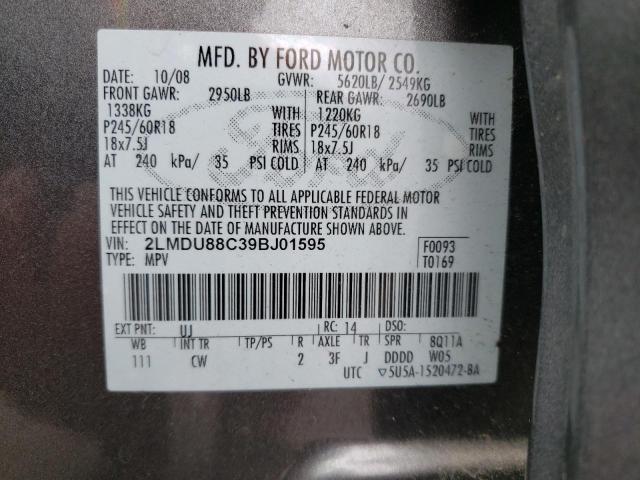 MFD. BY FORD MOTOR CO.
DATE: 10/08 GVWR: 5620LB/ 2549KG
FRONT GAWR: 2950LB REAR GAWR: 2690LB
1338KG WITH 1220KG WITH
P245/60R18 TIRES P245/60R18 TIRES
18x7.5J RIMS 18x7.5J RIMS
AT 240 kPa/ 35 PSI COLD AT 240 kPa/ 35 PSI COLD
THIS VEHICLE CONFORMS TO ALL APPLICABLE FEDERAL MOTOR
VEHICLE SAFETY AND THEFT PREVENTION STANDARDS IN
EFFECT ON THE DATE OF MANUFACTURE SHOWN ABOVE.
VIN: 2LMDU88C39BJ01595 F0093
TYPE: MPV T0169
EXT PNT: UJ RC: 14 DSO:
WB INT TR TP/PS R AXLE TR SPR 8Q11A
111 CW 2 3F J DDDD W05
UTC ▽5U5A-1520472-BA
Ford